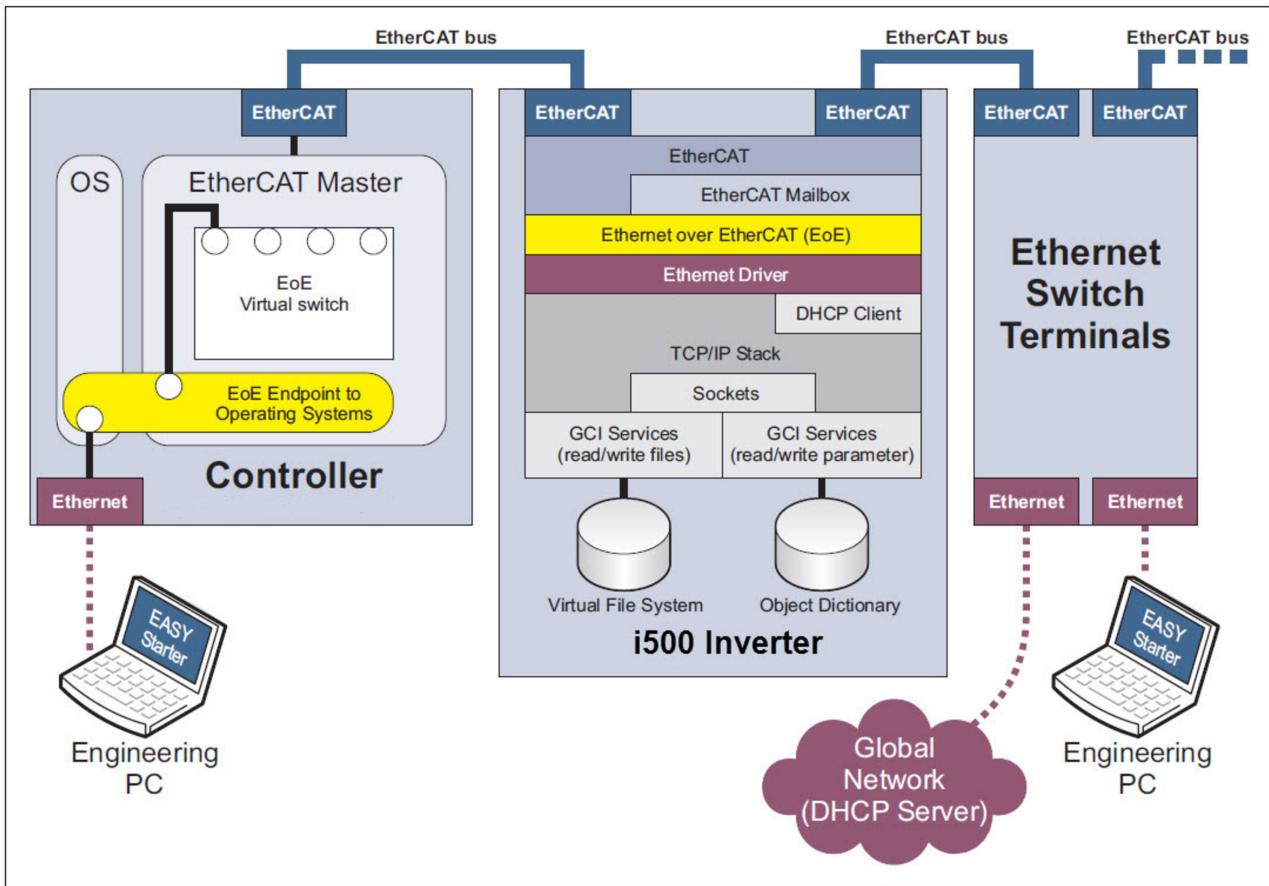 EtherCAT bus
EtherCAT bus
EtherCAT bus
EtherCAT
OS
EtherCAT Master
EoE
Virtual switch
EoE Endpoint to
Operating Systems
Controller
Ethernet
EASY
Starter
Engineering
PC
EtherCAT
EtherCAT
EtherCAT
EtherCAT Mailbox
Ethernet over EtherCAT (EoE)
Ethernet Driver
DHCP Client
TCP/IP Stack
Sockets
GCI Services
(read/write files)
GCI Services
(read/write parameter)
Virtual File System
Object Dictionary
i500 Inverter
EtherCAT
EtherCAT
Ethernet
Switch
Terminals
Ethernet
Ethernet
Global
Network
(DHCP Server)
EASY
Starter
Engineering
PC